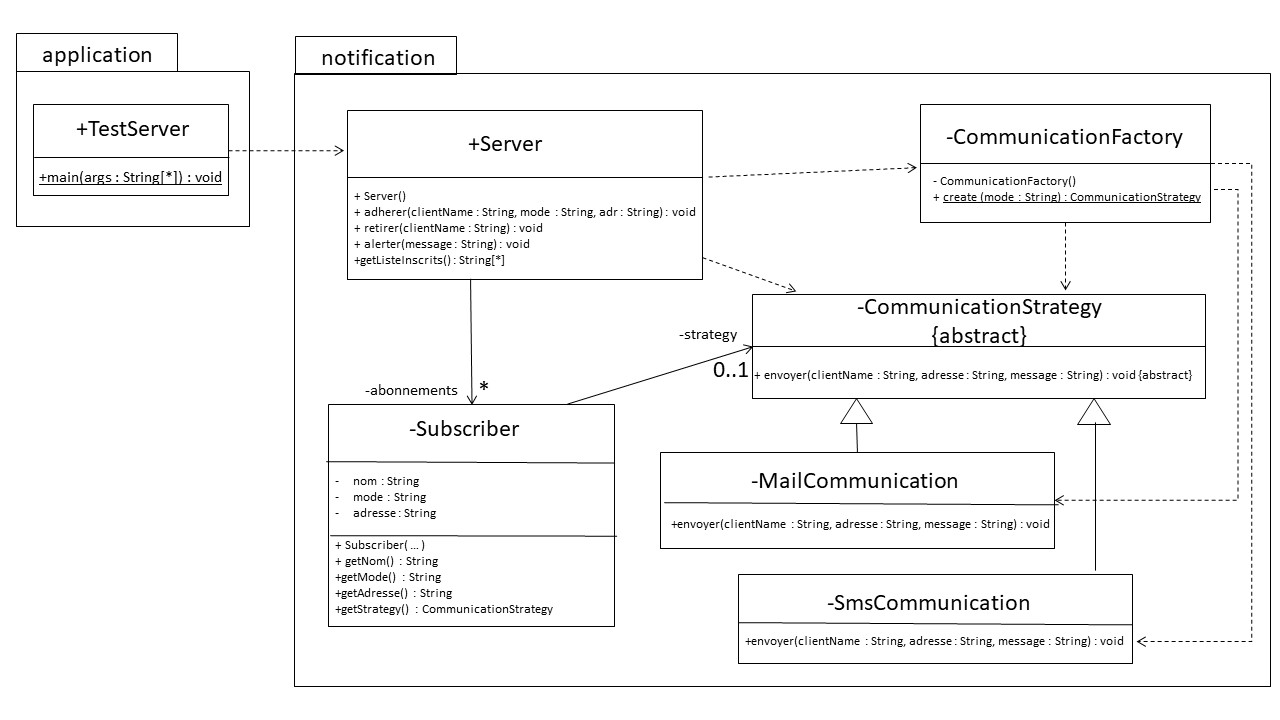 application
+TestServer
+main(args : String[*]) : void
notification
+Server
+ Server()
+ adherer(clientName : String, mode : String, adr : String) : void
+ retirer(clientName : String) : void
+ alerter(message : String) : void
+getListeInscrits() : String[*]
-CommunicationFactory
- CommunicationFactory()
+ create (mode : String) : CommunicationStrategy
-CommunicationStrategy
{abstract}
+ envoyer(clientName : String, adresse : String, message : String) : void {abstract}
-strategy
0..1
-abonnements
*
-Subscriber
- nom : String
- mode : String
- adresse : String
+ Subscriber( ... )
+ getNom() : String
+getMode() : String
+getAdresse() : String
+getStrategy() : CommunicationStrategy
-MailCommunication
+envoyer(clientName : String, adresse : String, message : String) : void
-SmsCommunication
+envoyer(clientName : String, adresse : String, message : String) : void